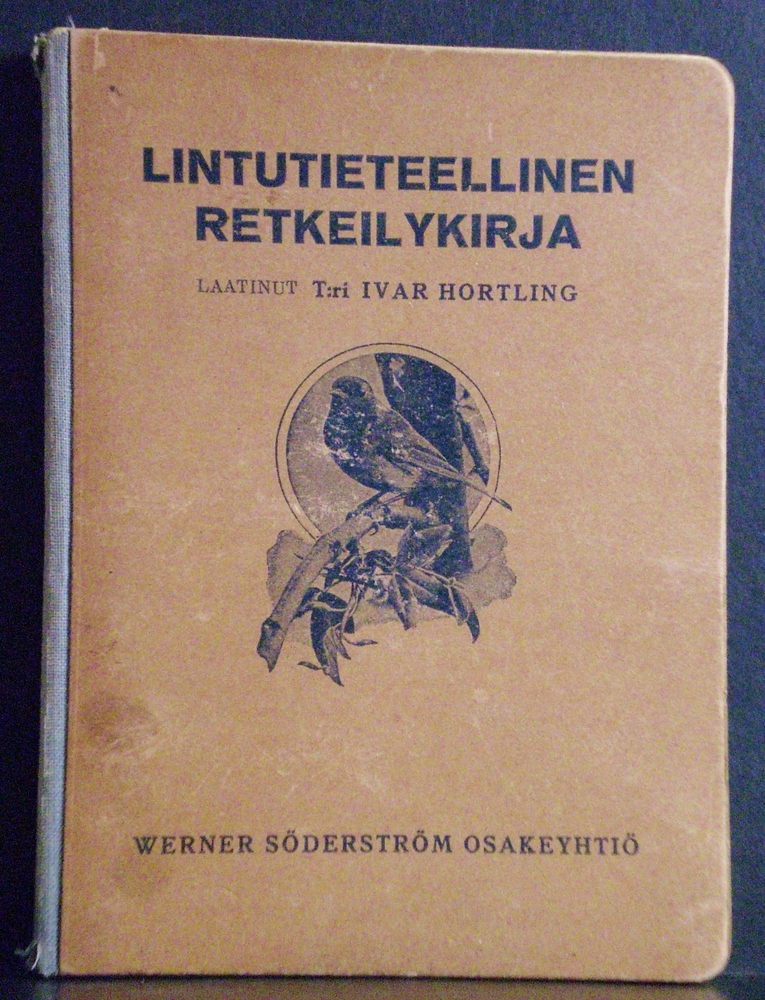 LINTUTIETEELLINEN
RETKEILYKIRJA
LAATINUT T:ri IVAR HORTLING
WERNER SÖDERSTRÖM OSAKEYHTIÖ